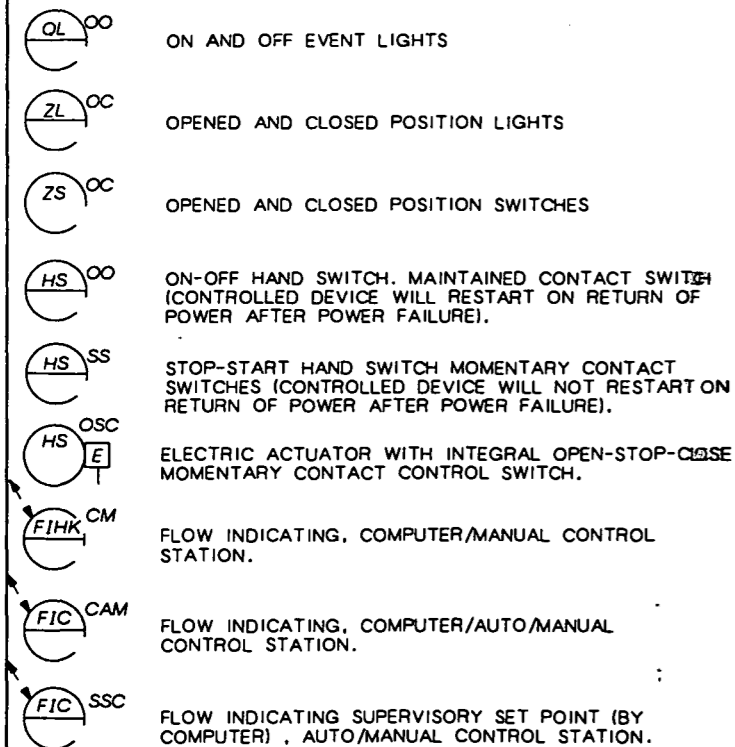 QL OO
ON AND OFF EVENT LIGHTS
ZL OC
OPENED AND CLOSED POSITION LIGHTS
ZS OC
OPENED AND CLOSED POSITION SWITCHES
HS OO
ON-OFF HAND SWITCH. MAINTAINED CONTACT SWITCH
(CONTROLLED DEVICE WILL RESTART ON RETURN OF
POWER AFTER POWER FAILURE).
HS SS
STOP-START HAND SWITCH MOMENTARY CONTACT
SWITCHES (CONTROLLED DEVICE WILL NOT RESTART ON
RETURN OF POWER AFTER POWER FAILURE).
HS OSC
E
ELECTRIC ACTUATOR WITH INTEGRAL OPEN-STOP-CLOSE
MOMENTARY CONTACT CONTROL SWITCH.
FIHK CM
FLOW INDICATING, COMPUTER/MANUAL CONTROL
STATION.
FIC CAM
FLOW INDICATING, COMPUTER/AUTO/MANUAL
CONTROL STATION.
FIC SSC
FLOW INDICATING SUPERVISORY SET POINT (BY
COMPUTER) , AUTO/MANUAL CONTROL STATION.